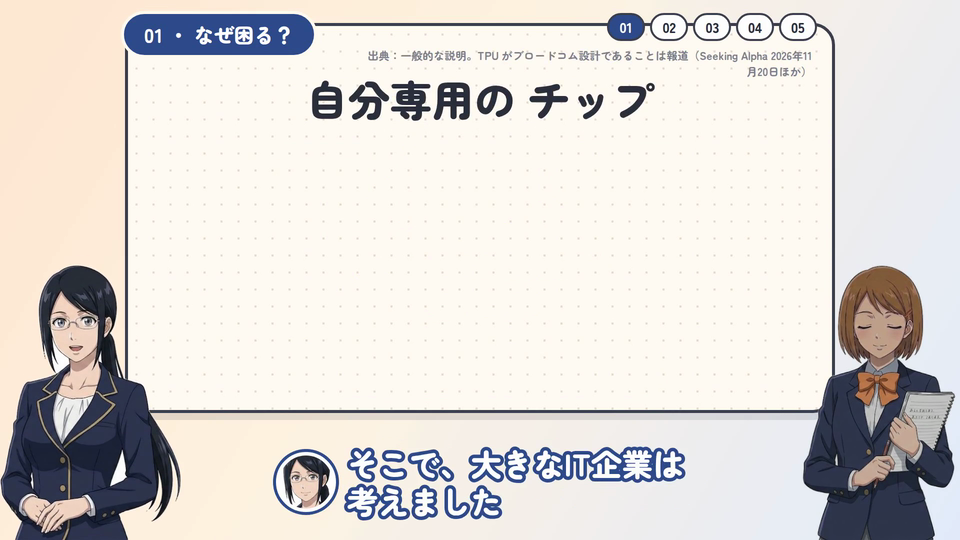 01 ・ なぜ困る？
01 02 03 04 05
出典：一般的な説明。TPU がブロードコム設計であることは報道（Seeking Alpha 2026年11
月20日ほか）
自分専用の チップ
そこで、大きなIT企業は
考えました